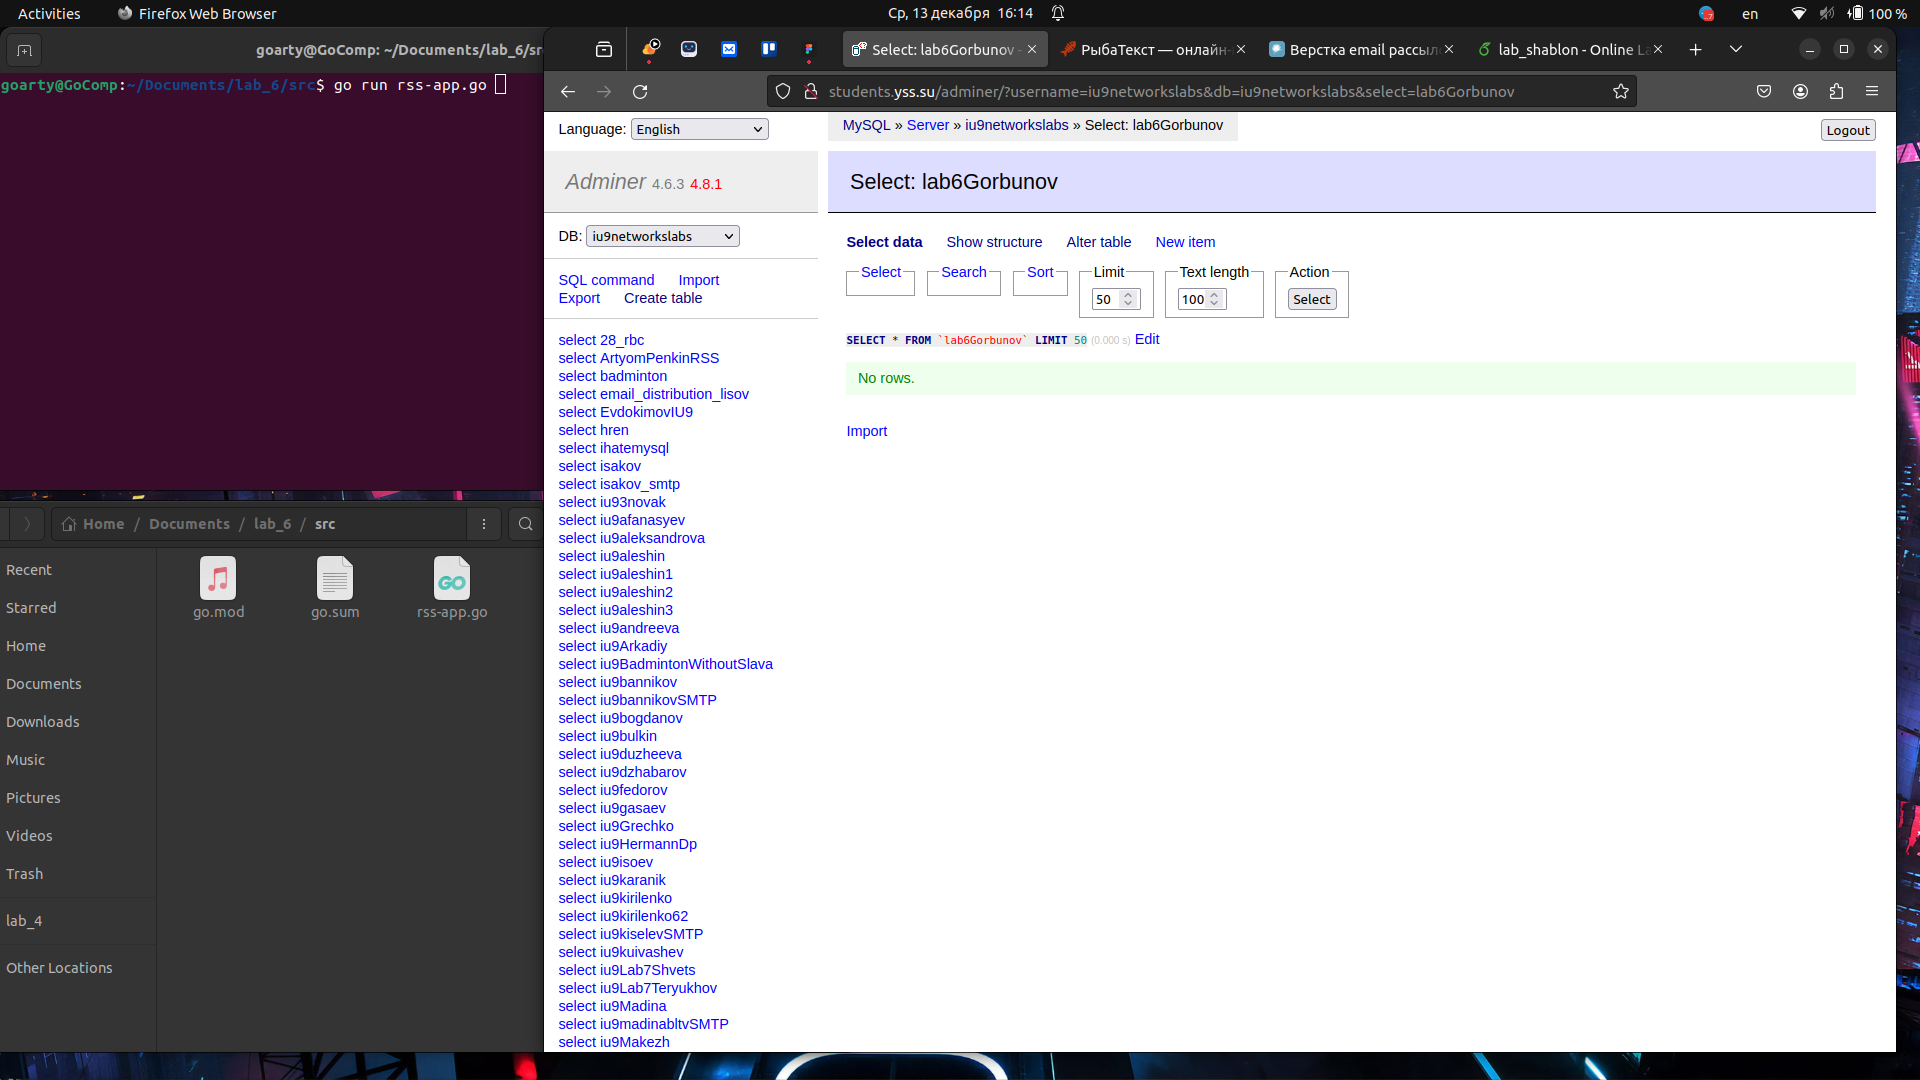 Activities
Firefox Web Browser
Ср, 13 декабря 16:14
en
100 %
goarty@GoComp: ~/Documents/lab_6/sr
goarty@GoComp:~/Documents/lab_6/src$ go run rss-app.go
Home / Documents / lab_6 / src
Recent
Starred
Home
Documents
Downloads
Music
Pictures
Videos
Trash
lab_4
Other Locations
go.mod
go.sum
GO
rss-app.go
Select: lab6Gorbunov -
РыбаТекст — онлайн-
Верстка email рассыл
lab_shablon - Online La
students.yss.su/adminer/?username=iu9networkslabs&db=iu9networkslabs&select=lab6Gorbunov
Language: English
MySQL » Server » iu9networkslabs » Select: lab6Gorbunov
Logout
Adminer 4.6.3 4.8.1
Select: lab6Gorbunov
DB: iu9networkslabs
SQL command Import
Export Create table
Select data Show structure Alter table New item
Select
Search
Sort
Limit
50
Text length
100
Action
Select
SELECT * FROM `lab6Gorbunov` LIMIT 50 (0.000 s) Edit
No rows.
Import
select 28_rbc
select ArtyomPenkinRSS
select badminton
select email_distribution_lisov
select EvdokimovIU9
select hren
select ihatemysql
select isakov
select isakov_smtp
select iu93novak
select iu9afanasyev
select iu9aleksandrova
select iu9aleshin
select iu9aleshin1
select iu9aleshin2
select iu9aleshin3
select iu9andreeva
select iu9Arkadiy
select iu9BadmintonWithoutSlava
select iu9bannikov
select iu9bannikovSMTP
select iu9bogdanov
select iu9bulkin
select iu9duzheeva
select iu9dzhabarov
select iu9fedorov
select iu9gasaev
select iu9Grechko
select iu9HermannDp
select iu9isoev
select iu9karanik
select iu9kirilenko
select iu9kirilenko62
select iu9kiselevSMTP
select iu9kuivashev
select iu9Lab7Shvets
select iu9Lab7Teryukhov
select iu9Madina
select iu9madinabltvSMTP
select iu9Makezh